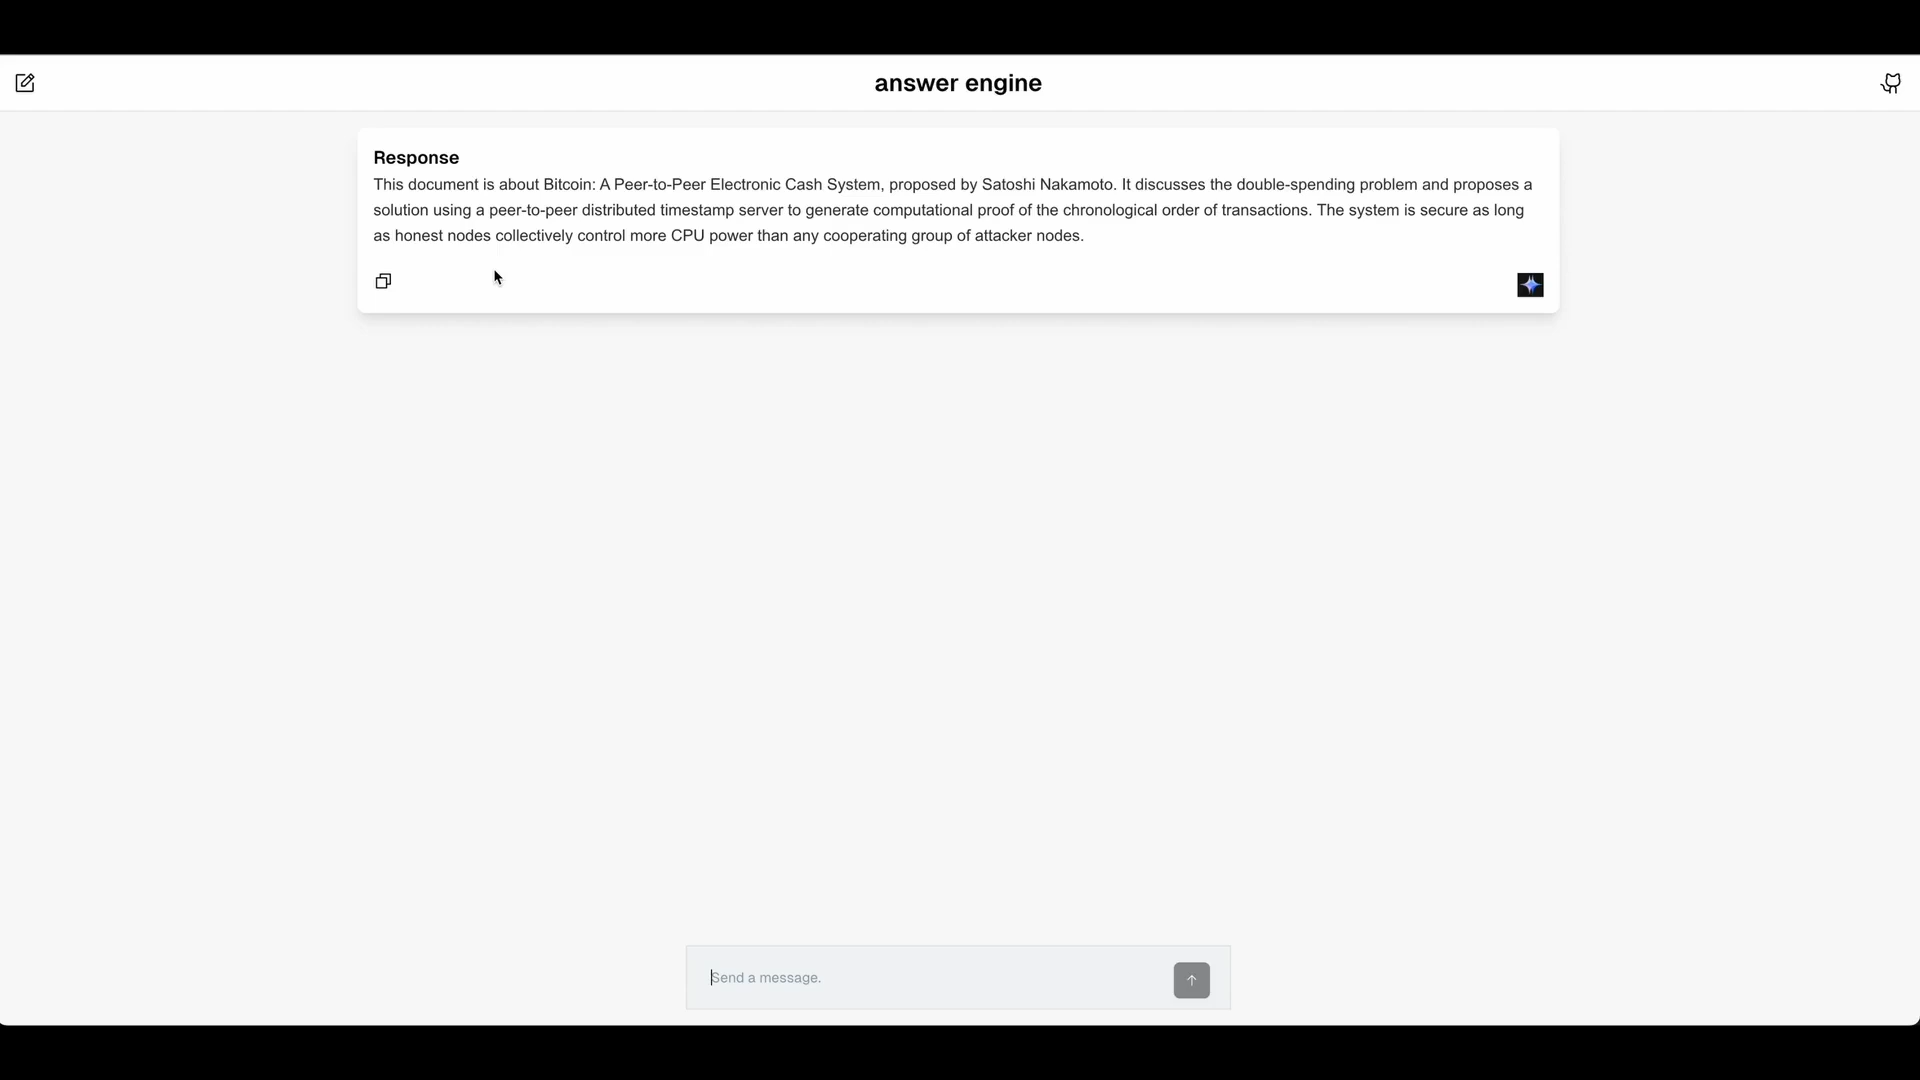 answer engine
Response
This document is about Bitcoin: A Peer-to-Peer Electronic Cash System, proposed by Satoshi Nakamoto. It discusses the double-spending problem and proposes a
solution using a peer-to-peer distributed timestamp server to generate computational proof of the chronological order of transactions. The system is secure as long
as honest nodes collectively control more CPU power than any cooperating group of attacker nodes.
Send a message.